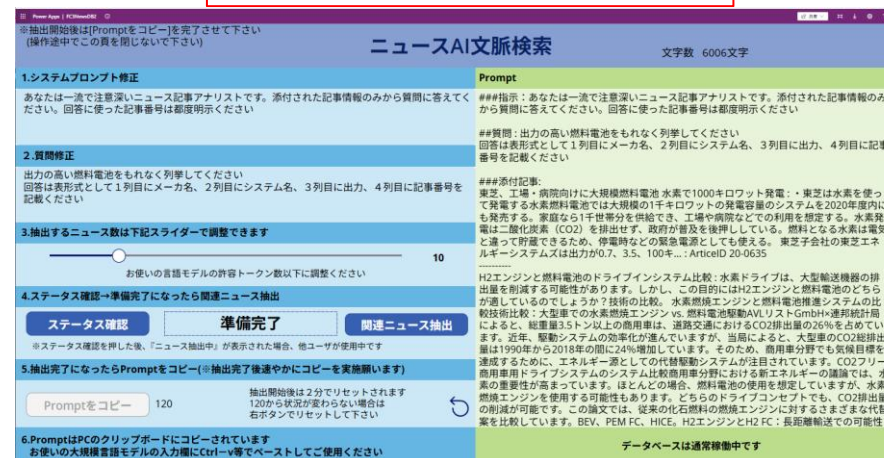 Power Apps | FCNewsDB2
※抽出開始後は[Promptをコピー]を完了させて下さい
(操作途中でこの頁を閉じないで下さい)
ニュースAI文脈検索
文字数 6006文字
1.システムプロンプト修正
あなたは一流で注意深いニュース記事アナリストです。添付された記事情報のみから質問に答えてく
ださい。回答に使った記事番号は都度明示ください
2.質問修正
出力の高い燃料電池をもれなく列挙してください
回答は表形式として1列目にメーカ名、2列目にシステム名、3列目に出力、4列目に記事番号を
記載ください
3.抽出するニュース数は下記スライダーで調整できます
10
お使いの言語モデルの許容トークン数以下に調整ください
4.ステータス確認→準備完了になったら関連ニュース抽出
ステータス確認
準備完了
関連ニュース抽出
※ステータス確認を押した後、『ニュース抽出中』が表示された場合、他ユーザが使用中です
5.抽出完了になったらPromptをコピー(※抽出完了後速やかにコピーを実施願います)
Promptをコピー
120
抽出開始後は2分でリセットされます
120から状況が変わらない場合は
右ボタンでリセットして下さい
6.PromptはPCのクリップボードにコピーされています
お使いの大規模言語モデルの入力欄にCtrl－v等でペーストしてご使用ください
Prompt
###指示：あなたは一流で注意深いニュース記事アナリストです。添付された記事情報のみ
から質問に答えてください。回答に使った記事番号は都度明示ください
##質問：出力の高い燃料電池をもれなく列挙してください
回答は表形式として1列目にメーカ名、2列目にシステム名、3列目に出力、4列目に記事
番号を記載ください
###添付記事:
東芝、工場・病院向けに大規模燃料電池 水素で1000キロワット発電：・東芝は水素を使っ
て発電する水素燃料電池では大規模の1千キロワットの発電容量のシステムを2020年度内に
も発売する。家庭なら1千世帯分を供給でき、工場や病院などでの利用を想定する。水素発
電は二酸化炭素（CO2）を排出せず、政府が普及を後押ししている。燃料となる水素は電気
と違って貯蔵できるため、停電時などの緊急電源としても使える。 東芝子会社の東芝エネ
ルギーシステムズは出力が0.7、3.5、100キ...：ArticeID 20-0635
----------
H2エンジンと燃料電池のドライブインシステム比較：水素ドライブは、大型輸送機器の排
出量を削減する可能性があります。しかし、この目的にはH2エンジンと燃料電池のどちら
が適しているのでしょうか？技術の比較。 水素燃焼エンジンと燃料電池推進システムの比
較技術比較：大型車での水素燃焼エンジン vs. 燃料電池駆動AVLリストGmbH×連邦統計局
によると、総重量3.5トン以上の商用車は、道路交通におけるCO2排出量の26%を占めてい
ます。近年、駆動システムの効率化が進んでいますが、当局によると、大型車のCO2総排出
量は1990年から2018年の間に24%増加しています。そのため、商用車分野でも気候目標を
達成するために、エネルギー源としての代替駆動システムが注目されています。CO2フリー
商用車用ドライブシステムのシステム比較商用車分野における新エネルギーの議論では、水
素の重要性が高まっています。ほとんどの場合、燃料電池の使用を想定していますが、水素
燃焼エンジンを使用する可能性もあります。どちらのドライブコンセプトでも、CO2排出量
の削減が可能です。この論文では、従来の化石燃料の燃焼エンジンに対するさまざまな代替
案を比較しています。BEV、PEM FC、HICE。H2エンジンとH2 FC：長距離輸送での可能性
データベースは通常稼働中です